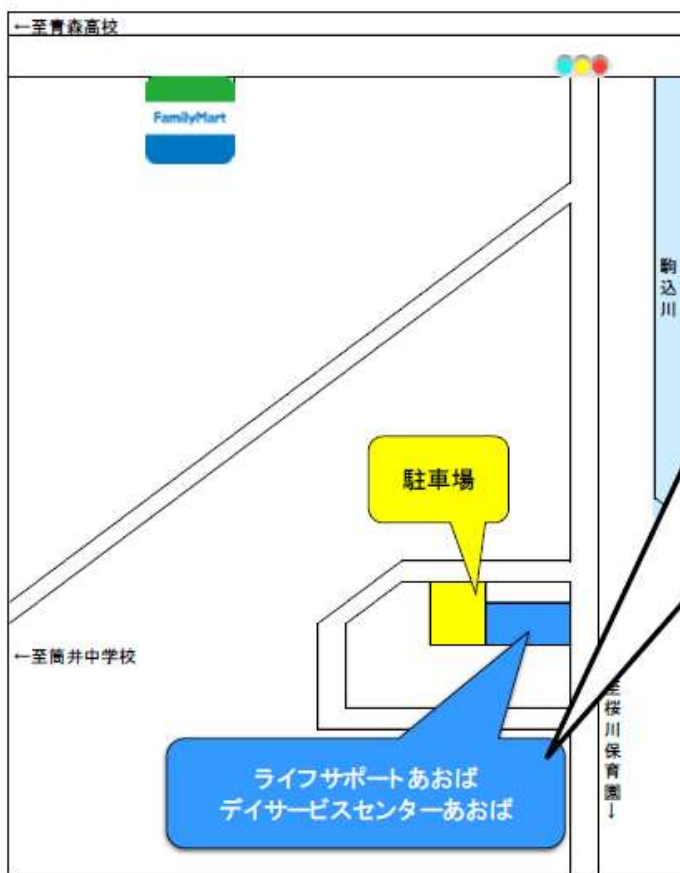 ←至青森高校
FamilyMart
駒込川
駐車場
←至筒井中学校
至桜川保育園↓
ライフサポートあおば
デイサービスセンターあおば